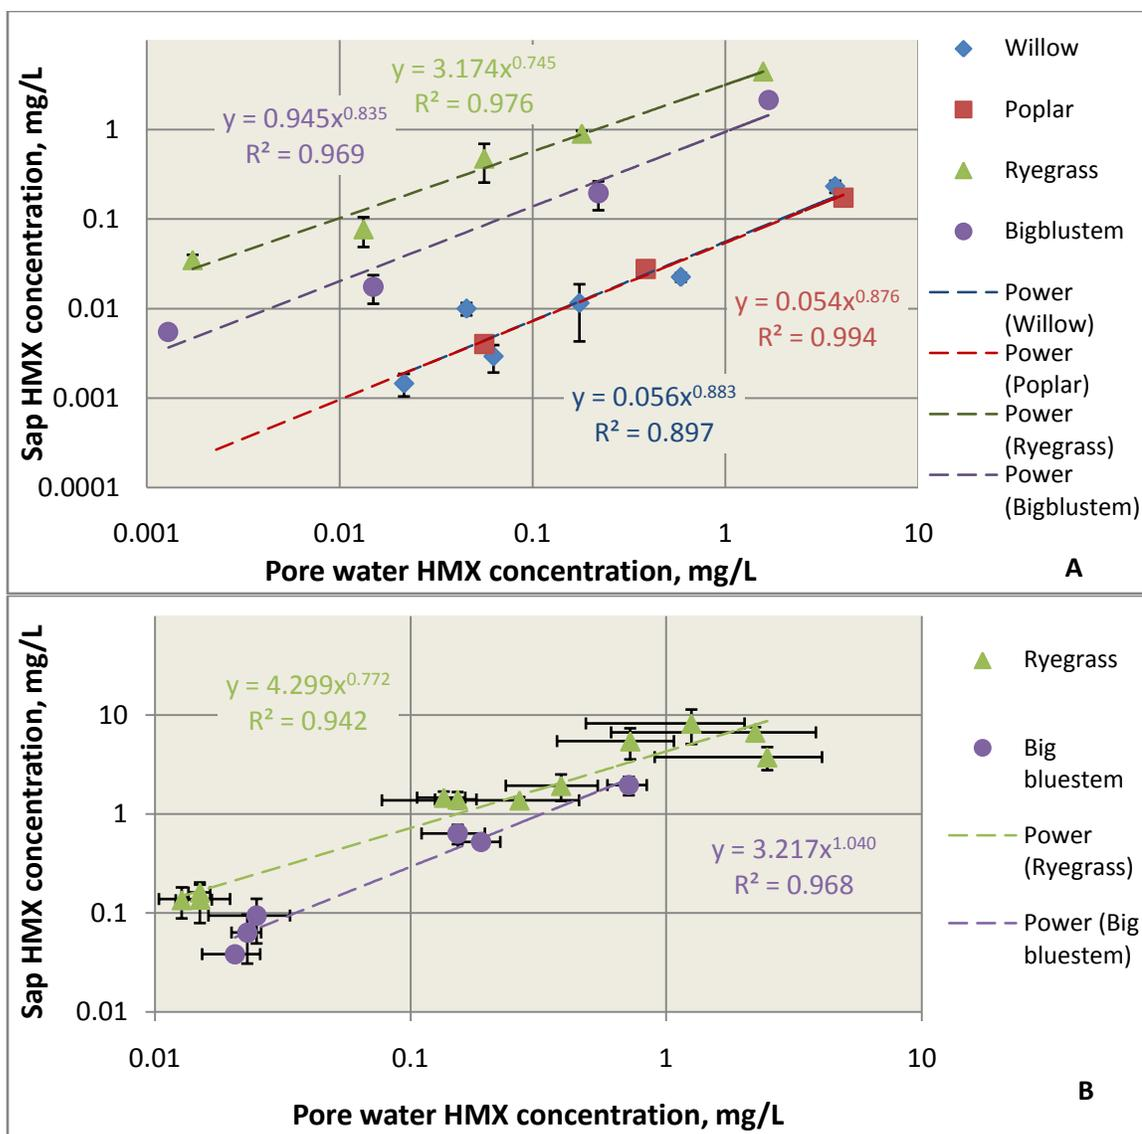 Sap HMX concentration, mg/L
1
0.1
0.01
0.001
0.0001
0.001
0.01
0.1
1
10
Pore water HMX concentration, mg/L
y = 3.174x^0.745
R² = 0.976
y = 0.945x^0.835
R² = 0.969
y = 0.054x^0.876
R² = 0.994
y = 0.056x^0.883
R² = 0.897
Willow
Poplar
Ryegrass
Bigblustem
Power
(Willow)
Power
(Poplar)
Power
(Ryegrass)
Power
(Bigblustem)
A
Sap HMX concentration, mg/L
10
1
0.1
0.01
0.01
0.1
1
10
Pore water HMX concentration, mg/L
y = 4.299x^0.772
R² = 0.942
y = 3.217x^1.040
R² = 0.968
Ryegrass
Big
bluestem
Power
(Ryegrass)
Power (Big
bluestem)
B